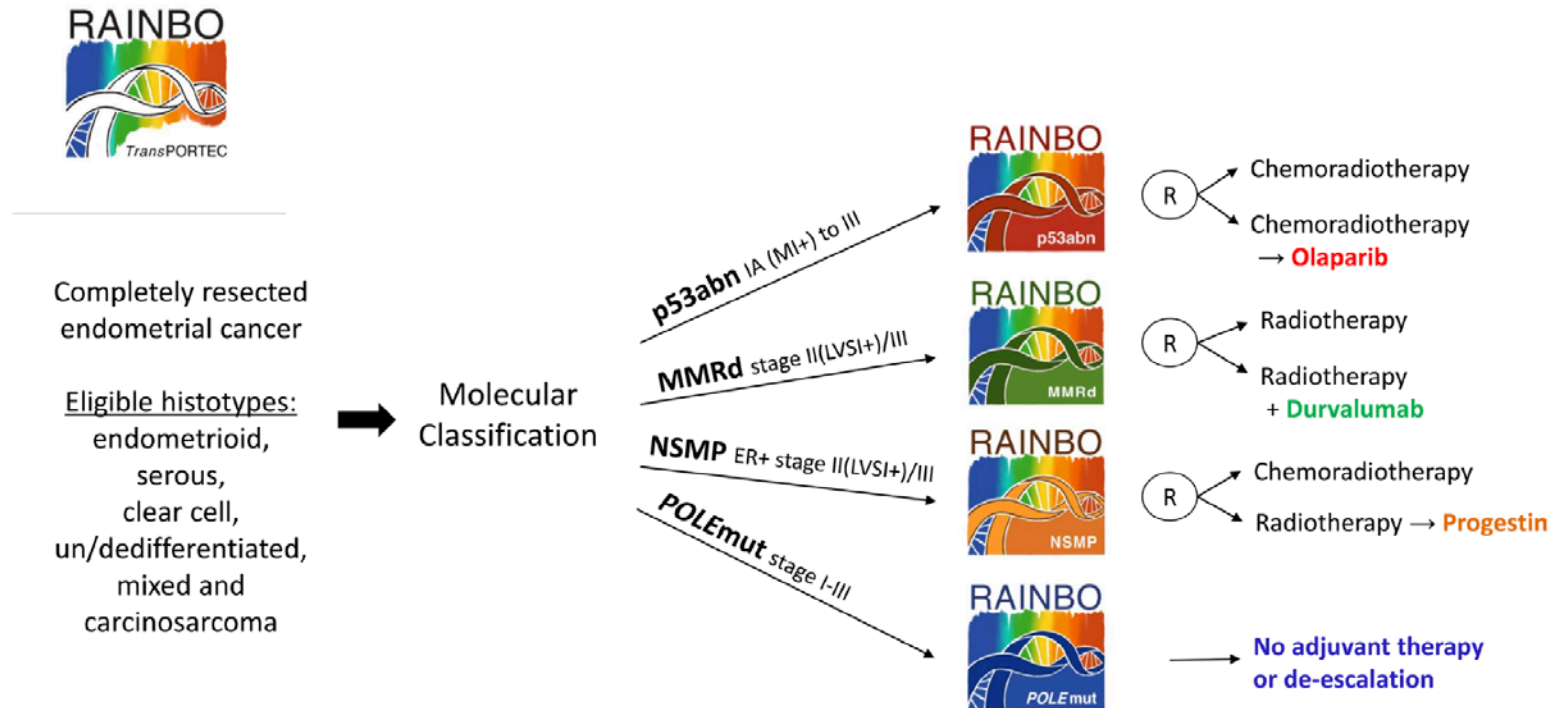 RAINBO
TransPORTEC
Completely resected
endometrial cancer
Eligible histotypes:
endometrioid,
serous,
clear cell,
un/dedifferentiated,
mixed and
carcinosarcoma
Molecular
Classification
p53abn IA (MI+) to III
MMRd stage II(LVSI+)/III
NSMP ER+ stage II(LVSI+)/III
POLEmut stage I-III
RAINBO
p53abn
R
Chemoradiotherapy
Chemoradiotherapy
→ Olaparib
RAINBO
MMRd
R
Radiotherapy
Radiotherapy
+ Durvalumab
RAINBO
NSMP
R
Chemoradiotherapy
Radiotherapy → Progestin
RAINBO
POLEmut
No adjuvant therapy
or de-escalation